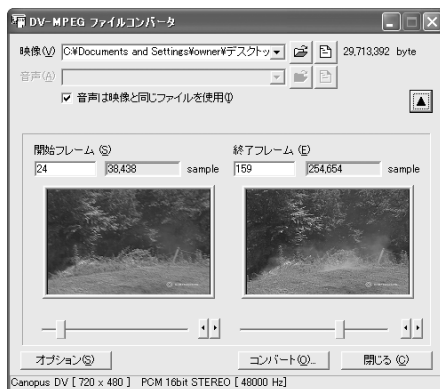 DV-MPEG ファイルコンバータ
映像(V) C:¥Documents and Settings¥owner¥デスクトッ 29,713,392 byte
音声(A)
音声は映像と同じファイルを使用(I)
開始フレーム (S) 終了フレーム (E)
24 38,438 sample 159 254,654 sample
オプション(S) コンバート(O)... 閉じる (C)
Canopus DV [ 720 x 480 ] PCM 16bit STEREO [ 48000 Hz ]